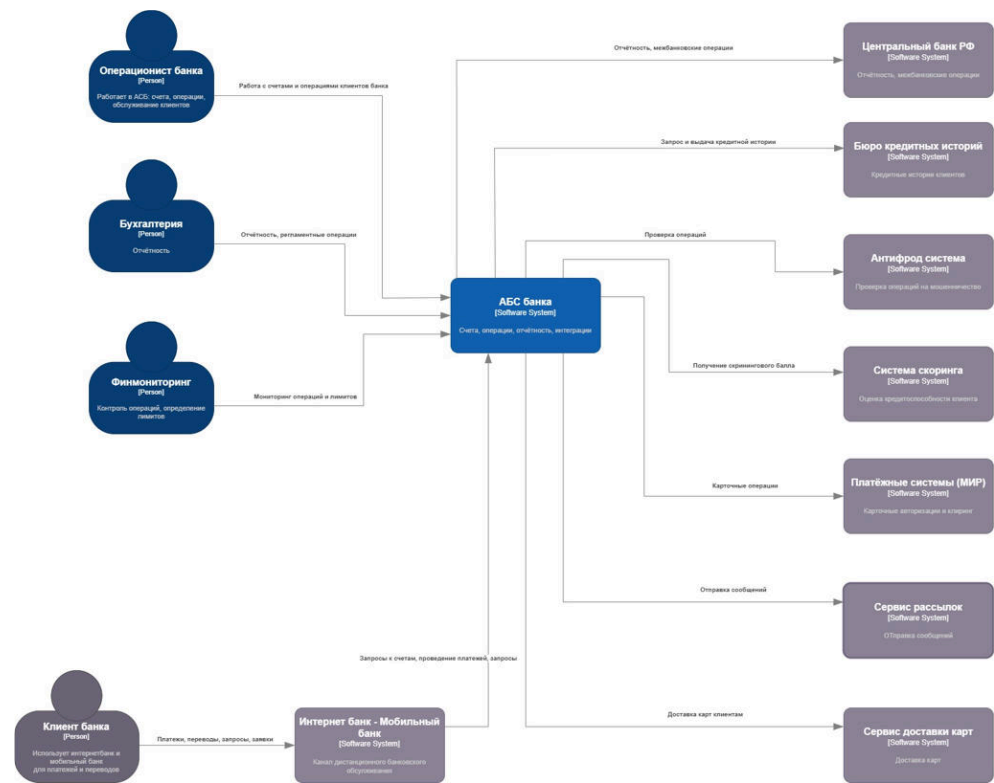 Операционист банка
[Person]
Работает в АСБ: счета, операции,
обслуживание клиентов
Работа с счетами и операциями клиентов банка
Бухгалтерия
[Person]
Отчётность
Отчётность, регламентные операции
Финмониторинг
[Person]
Контроль операций, определение
лимитов
Мониторинг операций и лимитов
АБС банка
[Software System]
Счета, операции, отчётность, интеграции
Отчётность, межбанковские операции
Центральный банк РФ
[Software System]
Отчётность, межбанковские операции
Запрос и выдача кредитной истории
Бюро кредитных историй
[Software System]
Кредитные истории клиентов
Проверка операций
Антифрод система
[Software System]
Проверка операций на мошенничество
Получение скринингового балла
Система скоринга
[Software System]
Оценка кредитоспособности клиента
Карточные операции
Платёжные системы (МИР)
[Software System]
Карточные авторизации и клиринг
Отправка сообщений
Сервис рассылок
[Software System]
ОТправка сообщений
Запросы к счетам, проведение платежей, запросы
Клиент банка
[Person]
Использует интернетбанк и
мобильный банк
для платежей и переводов
Платежи, переводы, запросы, заявки
Интернет банк - Мобильный
банк
[Software System]
Канал дистанционного банковского
обсуживания
Доставка карт клиентам
Сервис доставки карт
[Software System]
Доставка карт